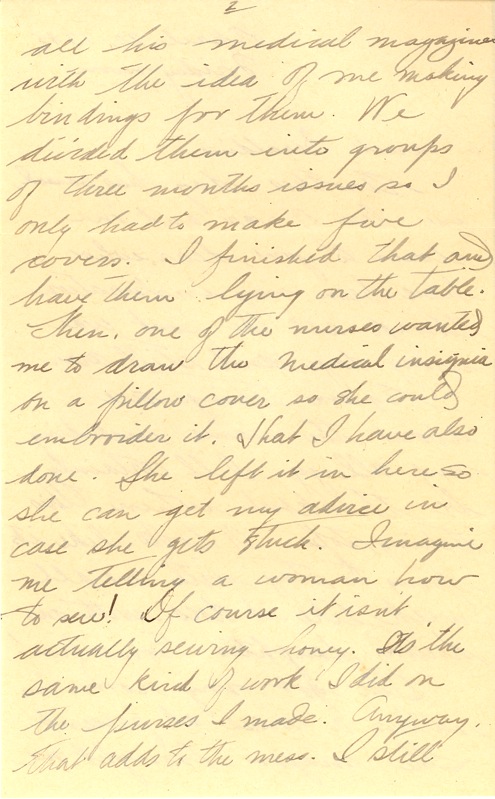 2
all his medical magazines
with the idea of me making
bindings for them. We
divided them into groups
of three months issues so I
only had to make five
covers. I finished that and
have them lying on the table.
Then, one of the nurses wanted
me to draw the medical insignia
on a pillow cover so she could
embroider it. That I have also
done. She left it in here so
she can get my advice in
case she gets stuck. Imagine
me telling a woman how
to sew! Of course it isn't
actually sewing honey. It's the
same kind of work I did on
the purses I made. Anyway,
that adds to the mess. I still